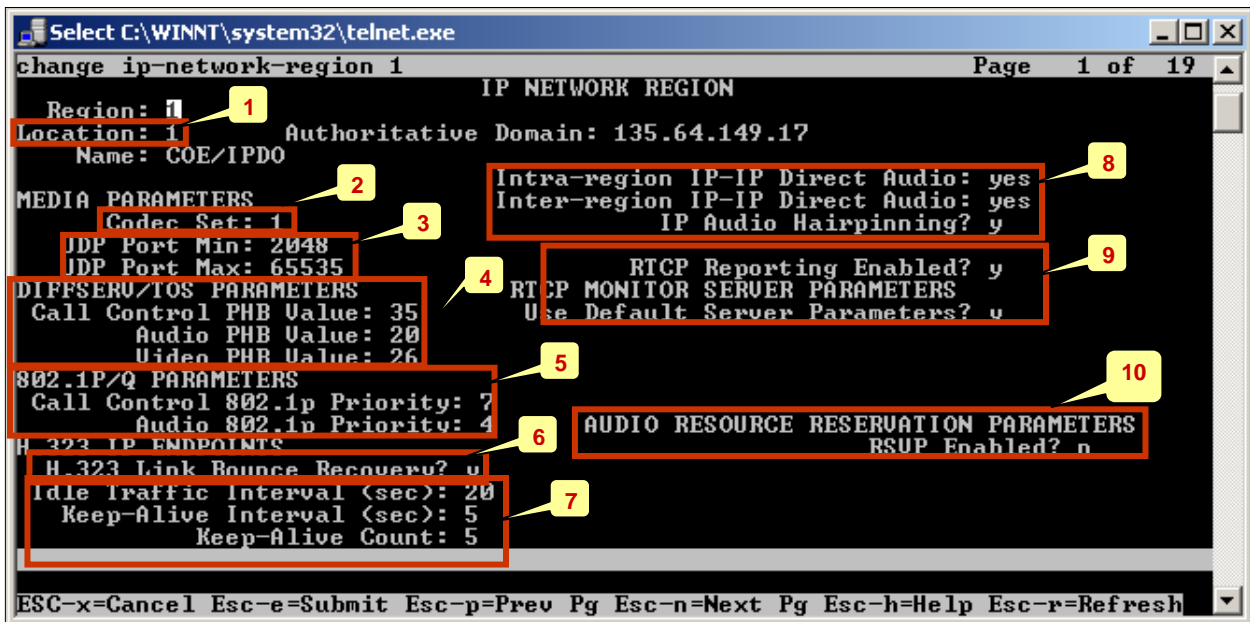 Select C:\WINNT\system32\telnet.exe
change ip-network-region 1 Page 1 of 19
IP NETWORK REGION
Region: 1
1
Location: 1 Authoritative Domain: 135.64.149.17
Name: COE/IPDO
8
2
Intra-region IP-IP Direct Audio: yes
MEDIA PARAMETERS Inter-region IP-IP Direct Audio: yes
Codec Set: 1 IP Audio Hairpinning? y
3
UDP Port Min: 2048
9
UDP Port Max: 65535 RTCP Reporting Enabled? y
4
DIFFSERV/TOS PARAMETERS RTCP MONITOR SERVER PARAMETERS
Call Control PHB Value: 35 Use Default Server Parameters? y
Audio PHB Value: 20
Video PHB Value: 26
5
802.1P/Q PARAMETERS
10
Call Control 802.1p Priority: 7
Audio 802.1p Priority: 4 AUDIO RESOURCE RESERVATION PARAMETERS
6
H.323 IP ENDPOINTS RSVP Enabled? n
H.323 Link Bounce Recovery? y
Idle Traffic Interval (sec): 20
7
Keep-Alive Interval (sec): 5
Keep-Alive Count: 5
ESC-x=Cancel Esc-e=Submit Esc-p=Prev Pg Esc-n=Next Pg Esc-h=Help Esc-r=Refresh